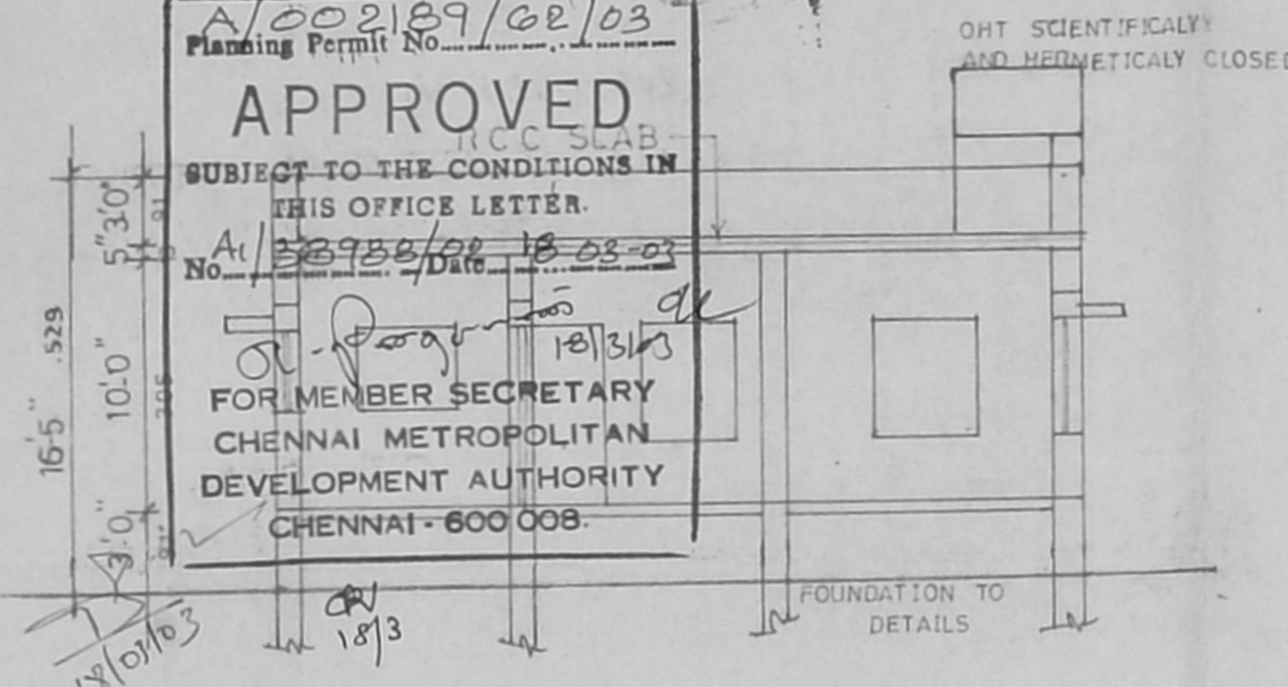 A/002189/62/03
Planning Permit No.
APPROVED
SUBJECT TO THE CONDITIONS IN
THIS OFFICE LETTER.
A1/38988/02 18-03-03
No. Date
18/3/03
FOR MEMBER SECRETARY
CHENNAI METROPOLITAN
DEVELOPMENT AUTHORITY
CHENNAI - 600 008.
OHT SCIENTIFICALY
AND HERMETICALY CLOSED
RCC SLAB
3'0"
5"
10'.0"
3'.0"
16'-5" .529
FOUNDATION TO
DETAILS
18/3
18/03/03